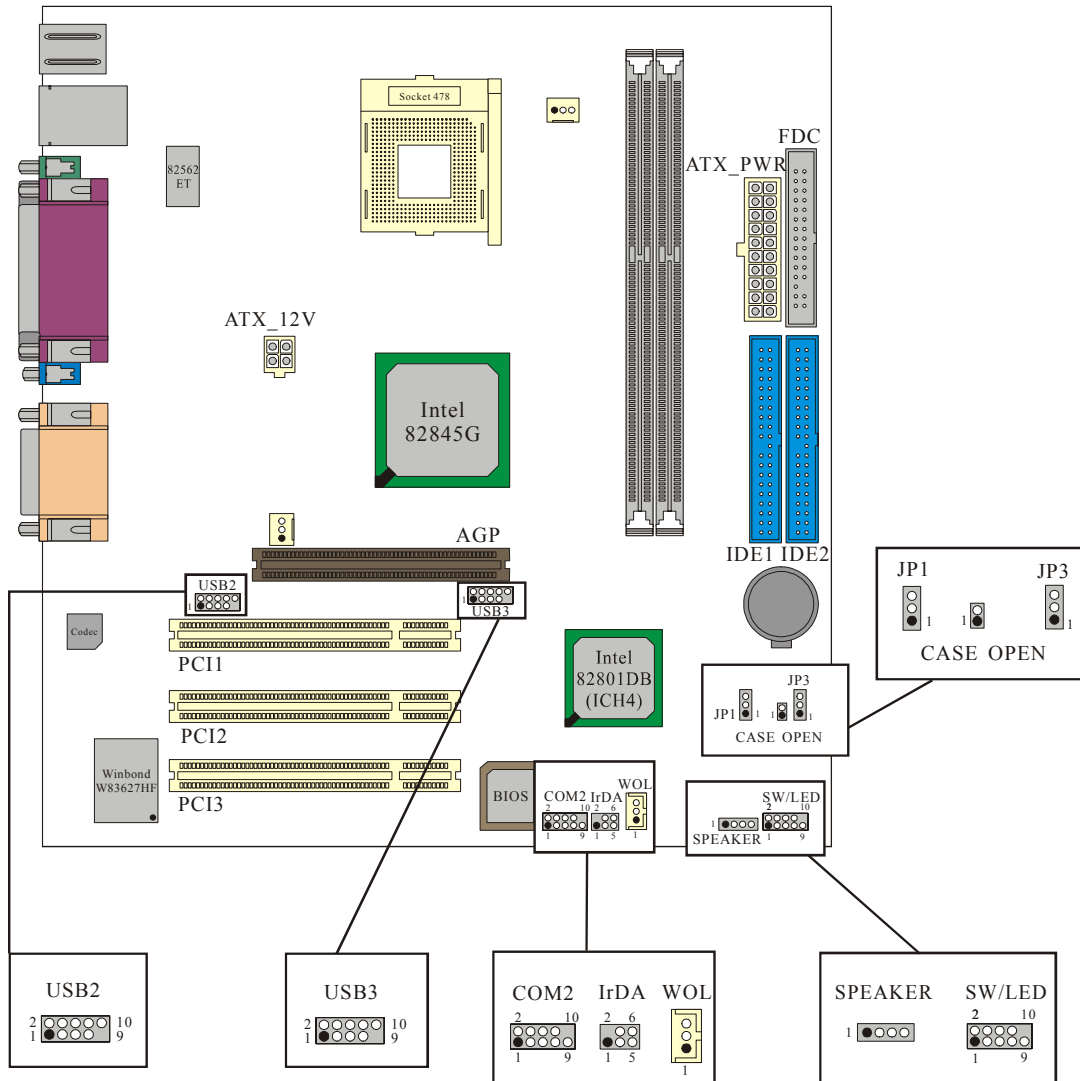 Socket 478
FDC
82562
ET
ATX_PWR
ATX_12V
Intel
82845G
AGP
IDE1 IDE2
JP1
JP3
1
1
1
CASE OPEN
USB2
1
1
USB3
Codec
PCI1
Intel
82801DB
(ICH4)
JP3
JP1
1
1
1
CASE OPEN
PCI2
Winbond
W83627HF
PCI3
BIOS
COM2 IrDA WOL
2 10 2 6
1 9 1 5 1
SW/LED
2 10
1
SPEAKER
1 9
USB2
2 10
1 9
USB3
2 10
1 9
COM2 IrDA WOL
2 10 2 6
1 9 1 5
1
SPEAKER SW/LED
2 10
1
1 9